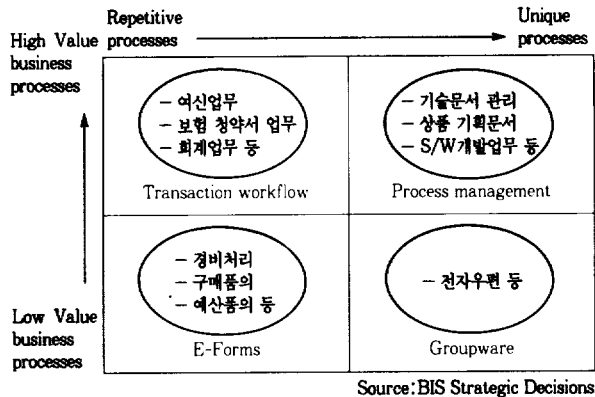 Repetitive processes
Unique processes
High Value business processes
– 여신업무
– 보험 청약서 업무
– 회계업무 등
Transaction workflow
– 기술문서 관리
– 상품 기획문서
– S/W개발업무 등
Process management
– 경비처리
– 구매품의
– 예산품의 등
E-Forms
– 전자우편 등
Groupware
Low Value business processes
Source:BIS Strategic Decisions